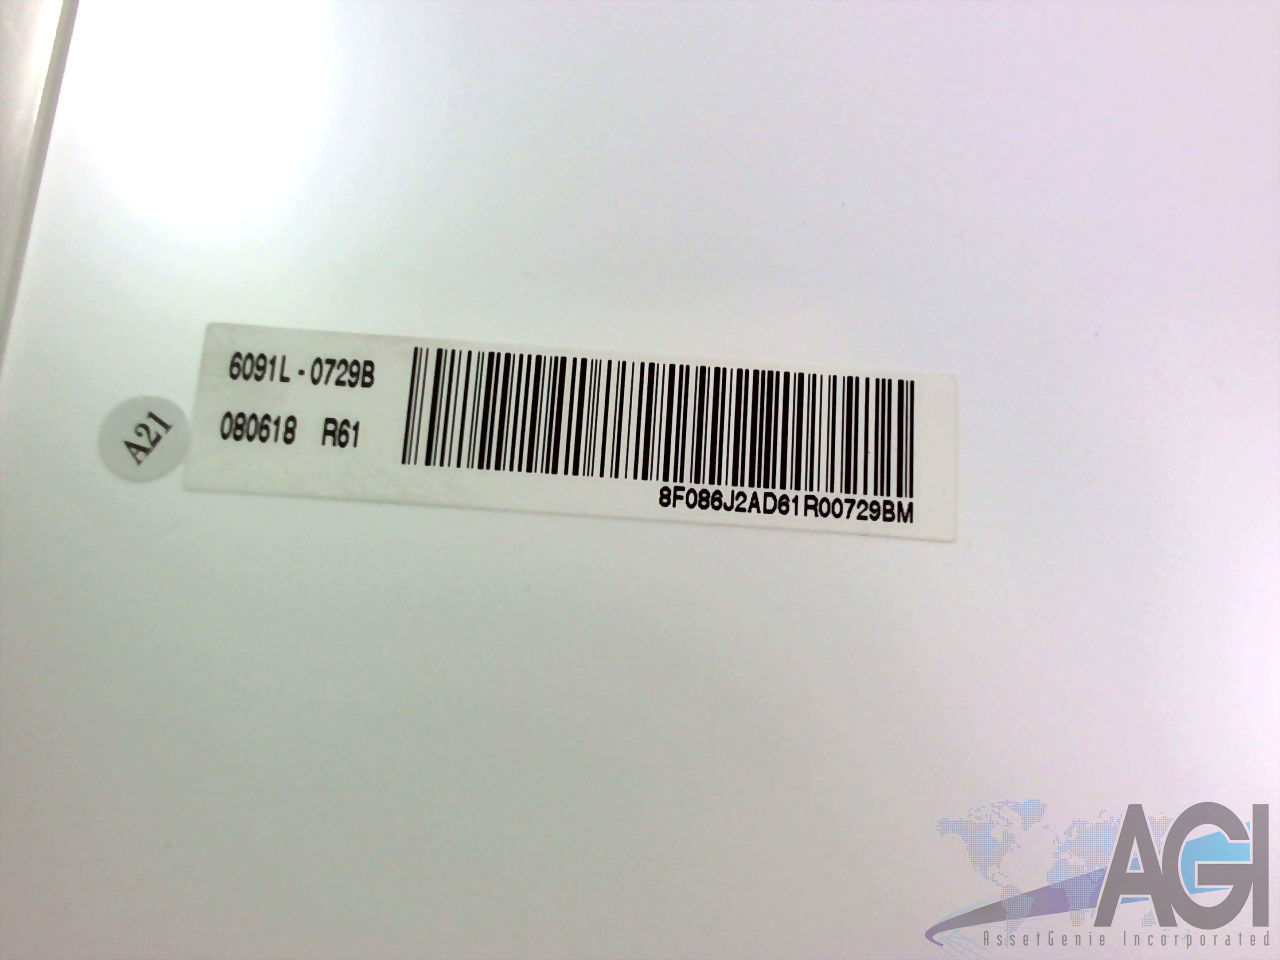 6091L - 0729B
080618 R61
8F086J2AD61R00729BM
A21
AGI
AssetGenie Incorporated